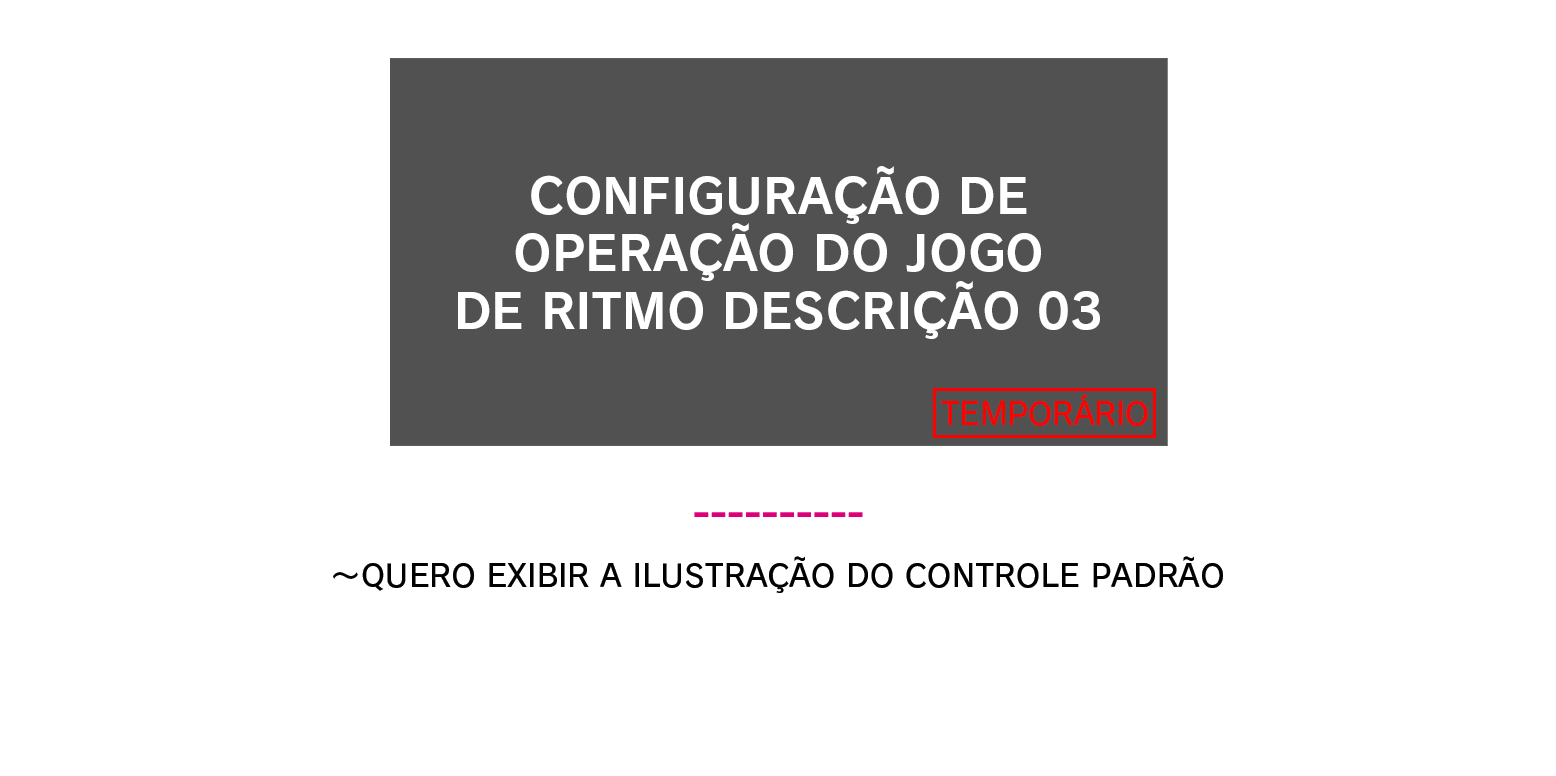 CONFIGURAÇÃO DE
OPERAÇÃO DO JOGO
DE RITMO DESCRIÇÃO 03
TEMPORÁRIO
----------
～QUERO EXIBIR A ILUSTRAÇÃO DO CONTROLE PADRÃO